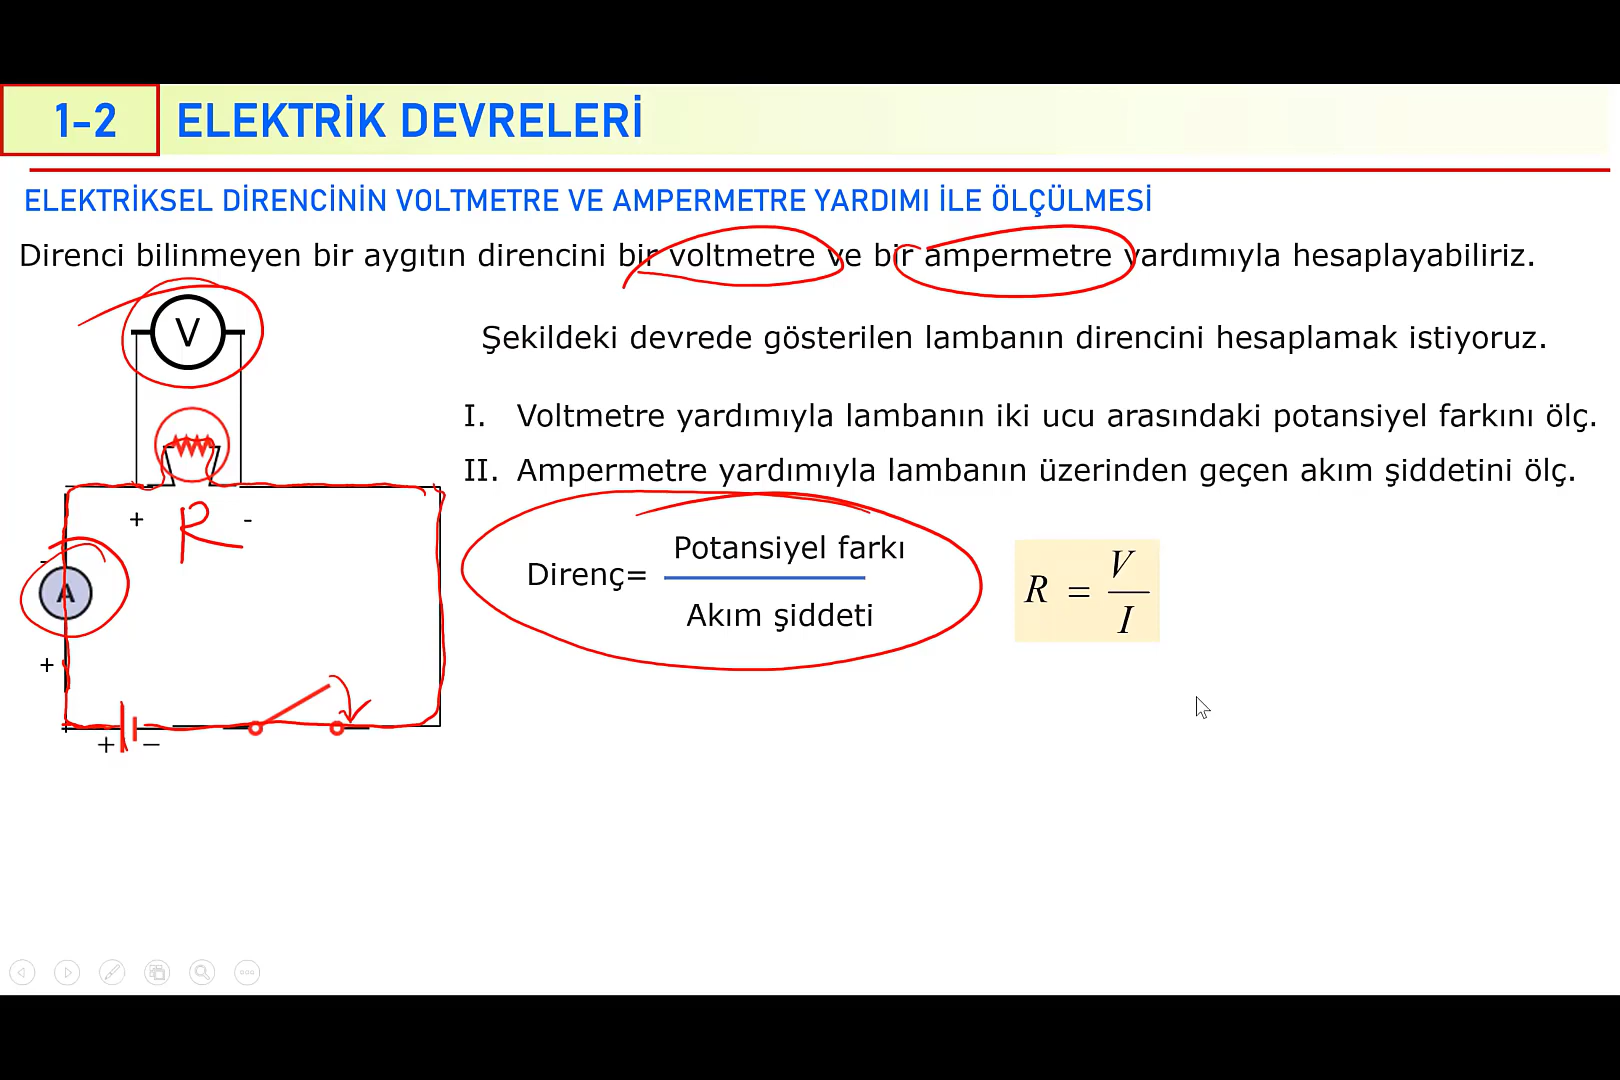 1-2 ELEKTRİK DEVRELERİ
ELEKTRİKSEL DİRENCİNİN VOLTMETRE VE AMPERMETRE YARDIMI İLE ÖLÇÜLMESİ
Direnci bilinmeyen bir aygıtın direncini bir voltmetre ve bir ampermetre yardımıyla hesaplayabiliriz.
V
Şekildeki devrede gösterilen lambanın direncini hesaplamak istiyoruz.
I. Voltmetre yardımıyla lambanın iki ucu arasındaki potansiyel farkını ölç.
II. Ampermetre yardımıyla lambanın üzerinden geçen akım şiddetini ölç.
+ R -
-
A
+
+ −
Direnç= Potansiyel farkı
Akım şiddeti
R = V
I